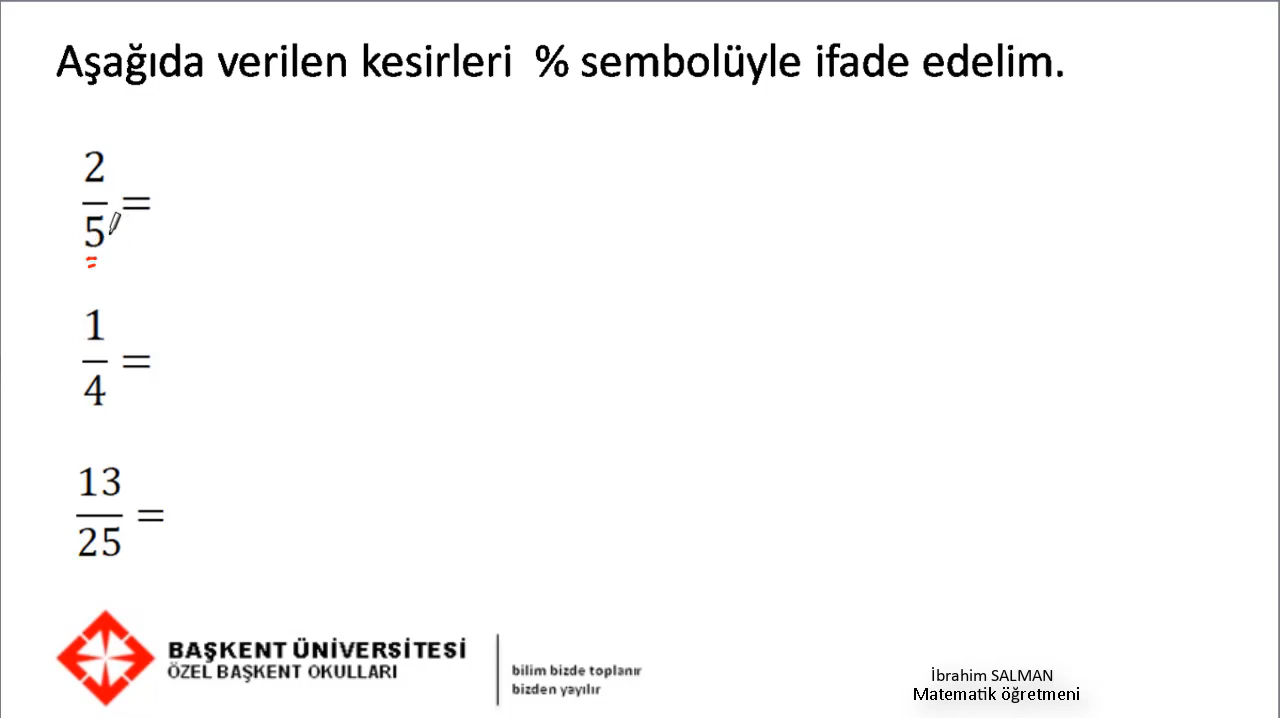 Aşağıda verilen kesirleri % sembolüyle ifade edelim.
2/5 =
1/4 =
13/25 =
BAŞKENT ÜNİVERSİTESİ
ÖZEL BAŞKENT OKULLARI
bilim bizde toplanır
bizden yayılır
İbrahim SALMAN
Matematik öğretmeni